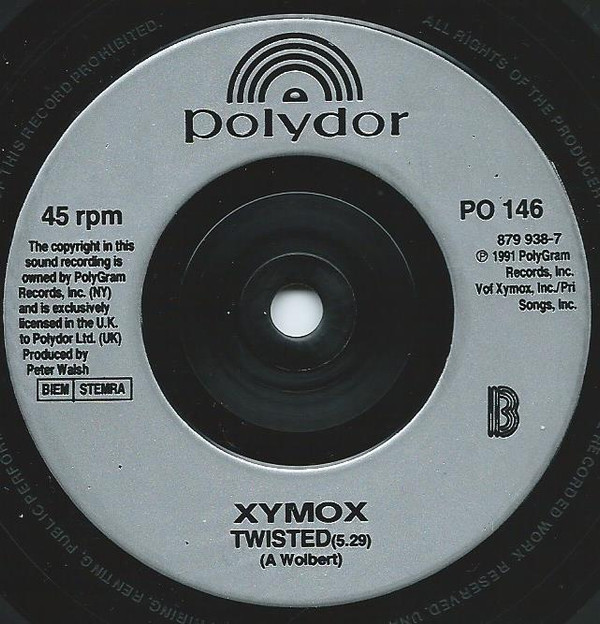 polydor
45 rpm
The copyright in this
sound recording is
owned by PolyGram
Records, Inc. (NY)
and is exclusively
licensed in the U.K.
to Polydor Ltd. (UK)
Produced by
Peter Walsh
BIEM STEMRA
PO 146
879 938-7
℗ 1991 PolyGram
Records, Inc.
Vof Xymox, Inc./Pri
Songs, Inc.
B
XYMOX
TWISTED (5.29)
(A Wolbert)
ALL RIGHTS OF THE PRODUCER
RECORDED WORK RESERVED.
HIRING, RENTING, PUBLIC
THIS RECORD PROHIBITED.